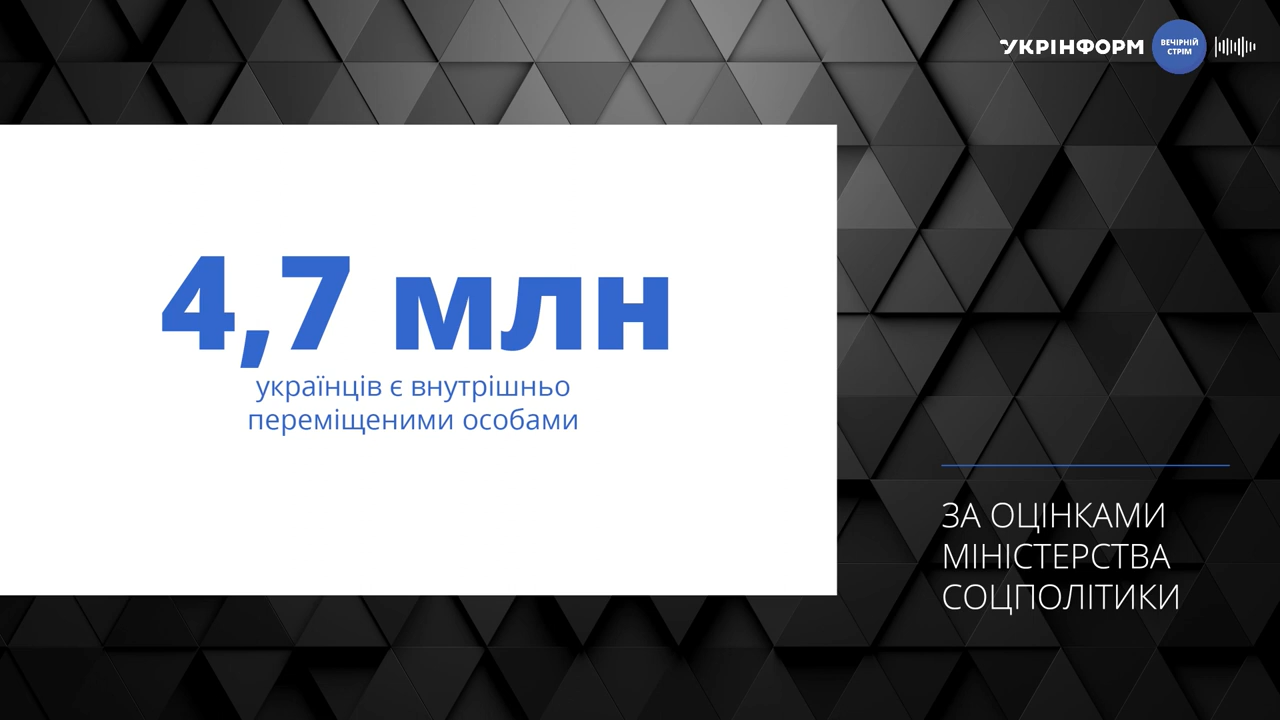 УКРІНФОРМ
ВЕЧІРНІЙ
СТРІМ
4,7 млн
українців є внутрішньо
переміщеними особами
ЗА ОЦІНКАМИ
МІНІСТЕРСТВА
СОЦПОЛІТИКИ